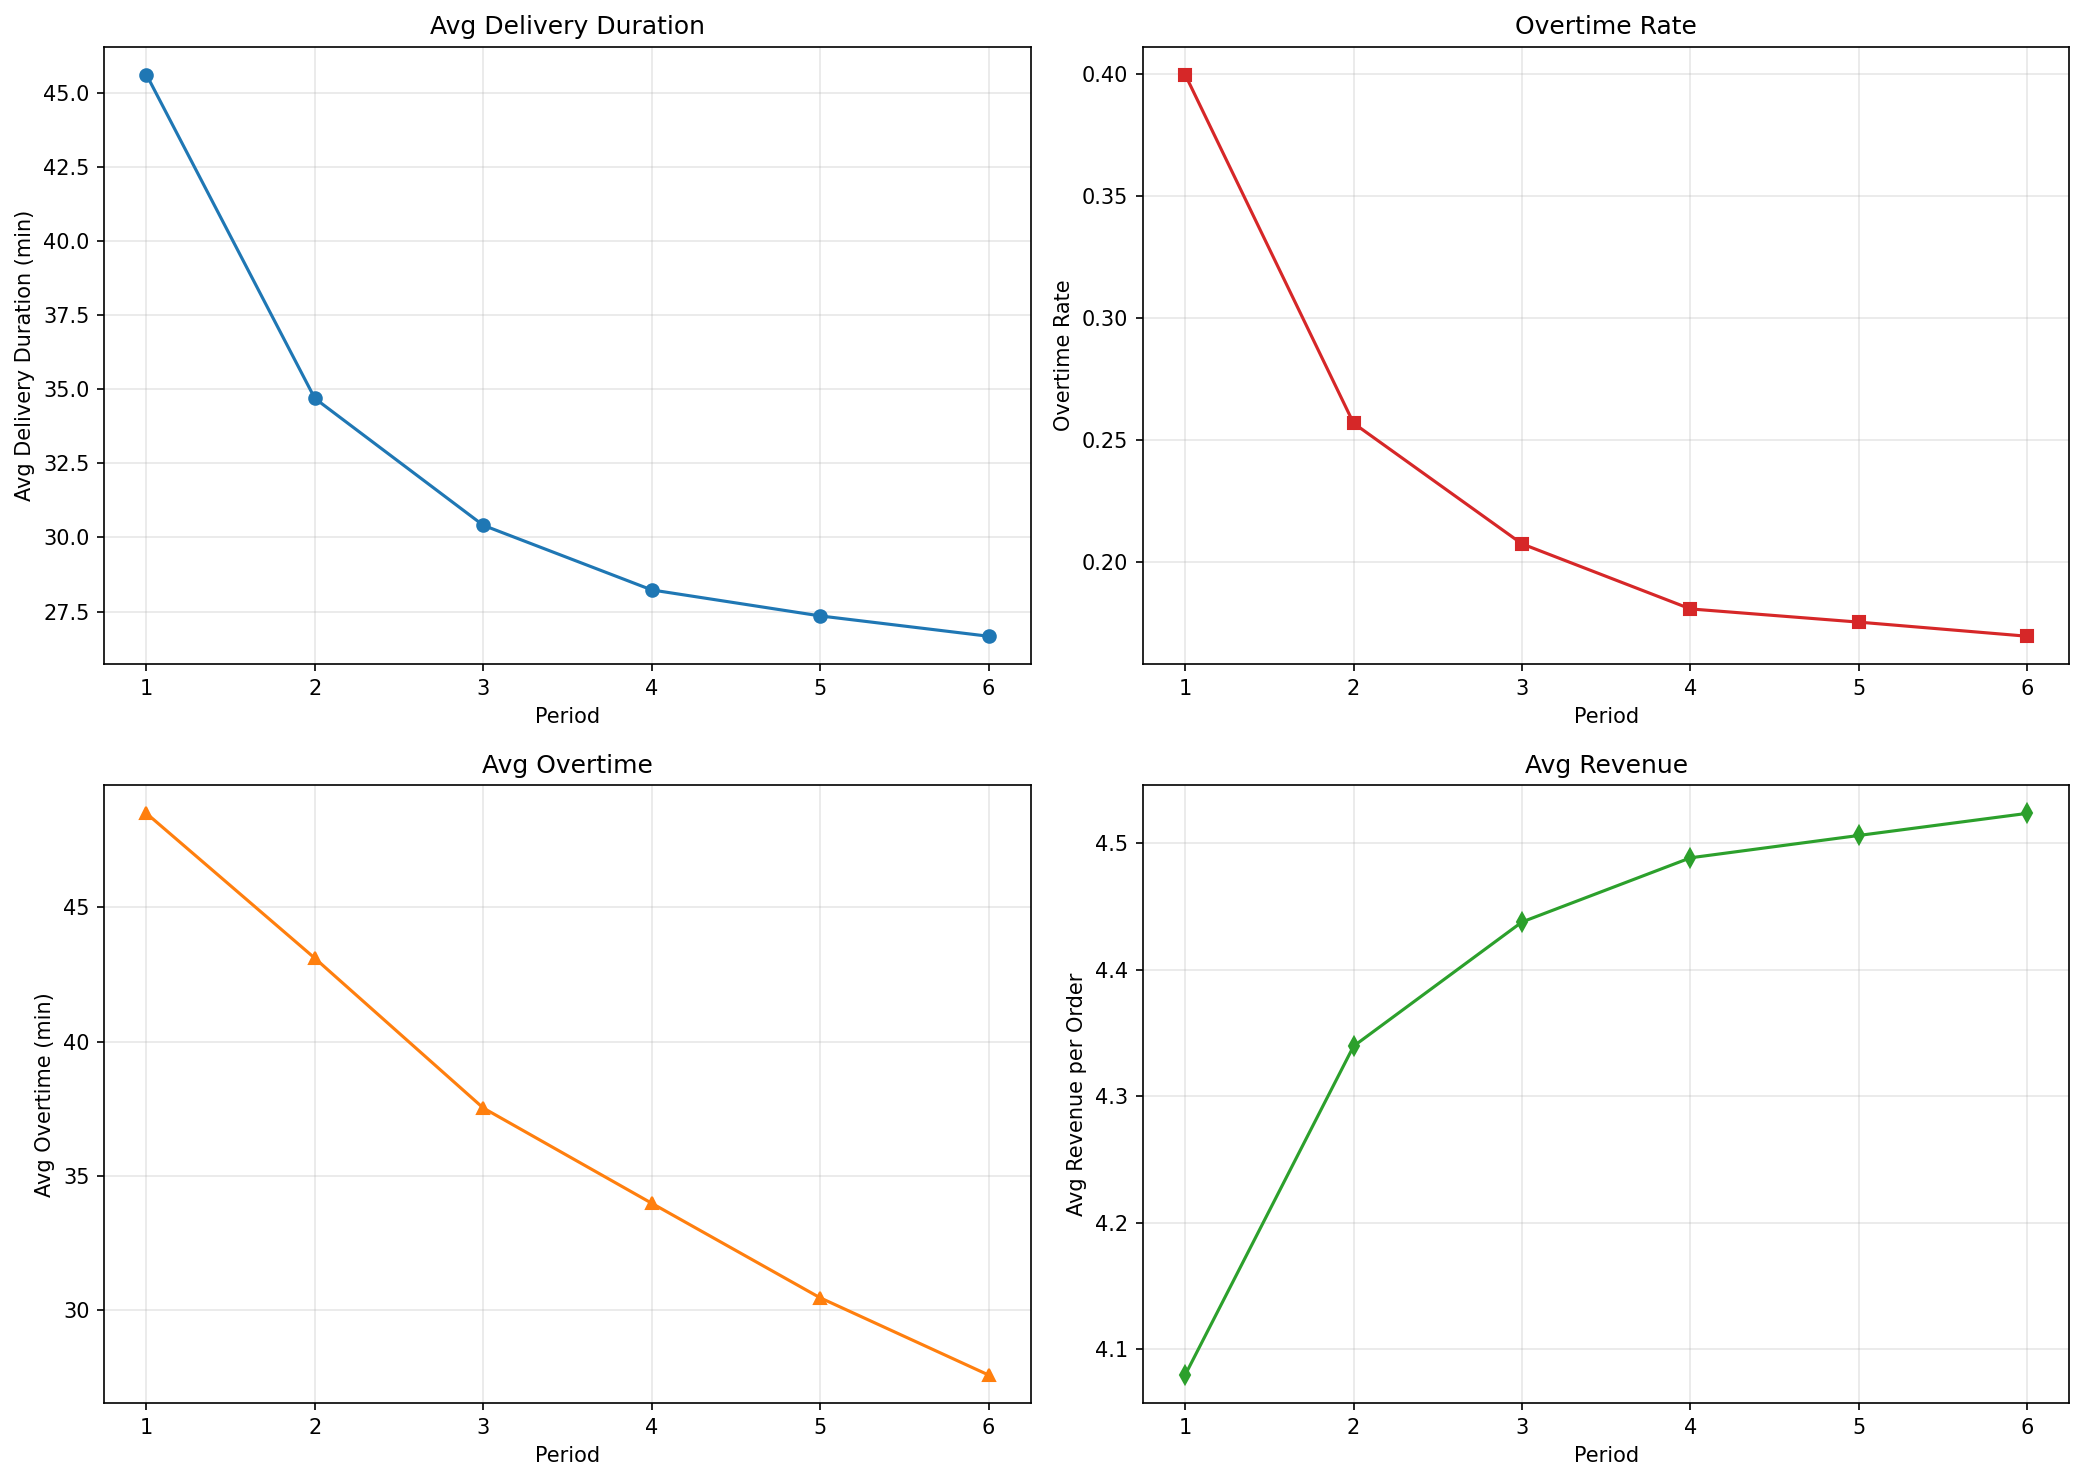 Avg Delivery Duration
Avg Delivery Duration (min)
45.0
42.5
40.0
37.5
35.0
32.5
30.0
27.5
1 2 3 4 5 6
Period
Overtime Rate
Overtime Rate
0.40
0.35
0.30
0.25
0.20
1 2 3 4 5 6
Period
Avg Overtime
Avg Overtime (min)
45
40
35
30
1 2 3 4 5 6
Period
Avg Revenue
Avg Revenue per Order
4.5
4.4
4.3
4.2
4.1
1 2 3 4 5 6
Period